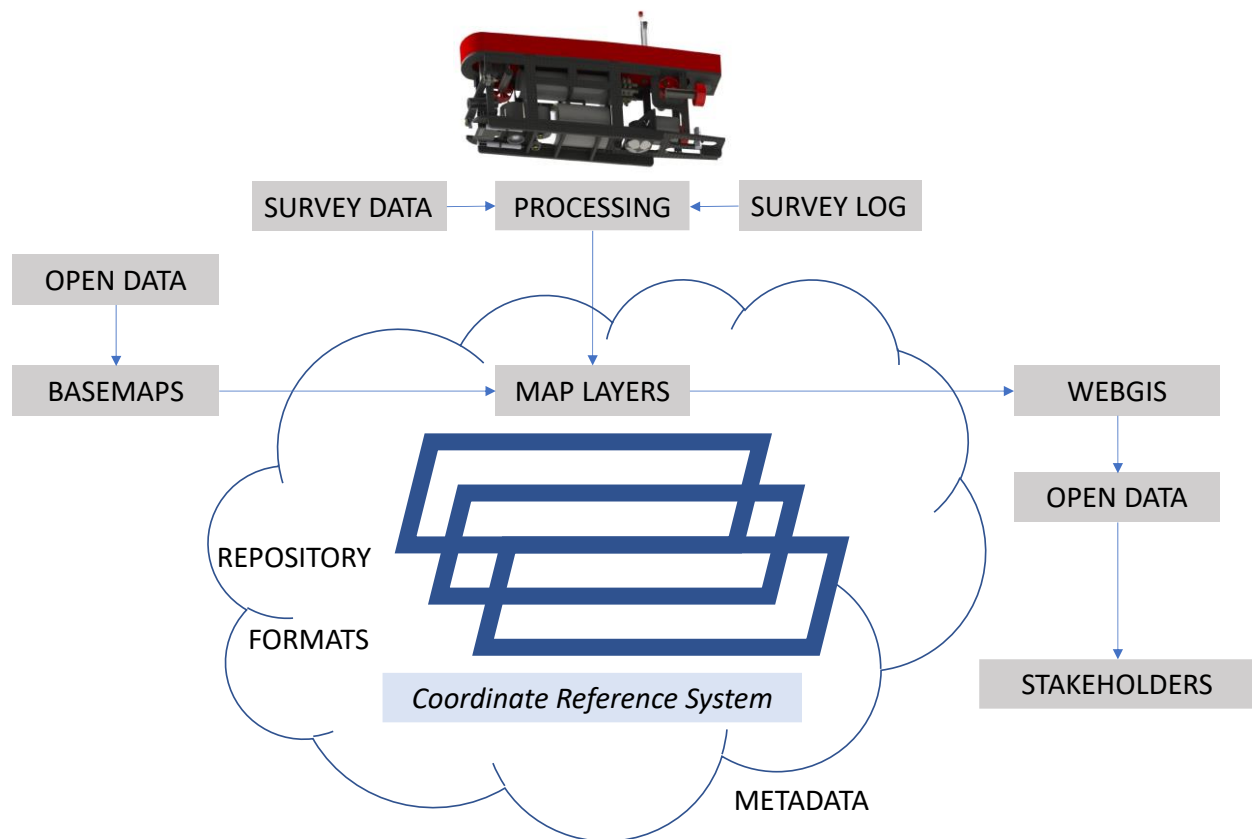 SURVEY DATA
PROCESSING
SURVEY LOG
OPEN DATA
BASEMAPS
MAP LAYERS
WEBGIS
OPEN DATA
REPOSITORY
FORMATS
STAKEHOLDERS
Coordinate Reference System
METADATA